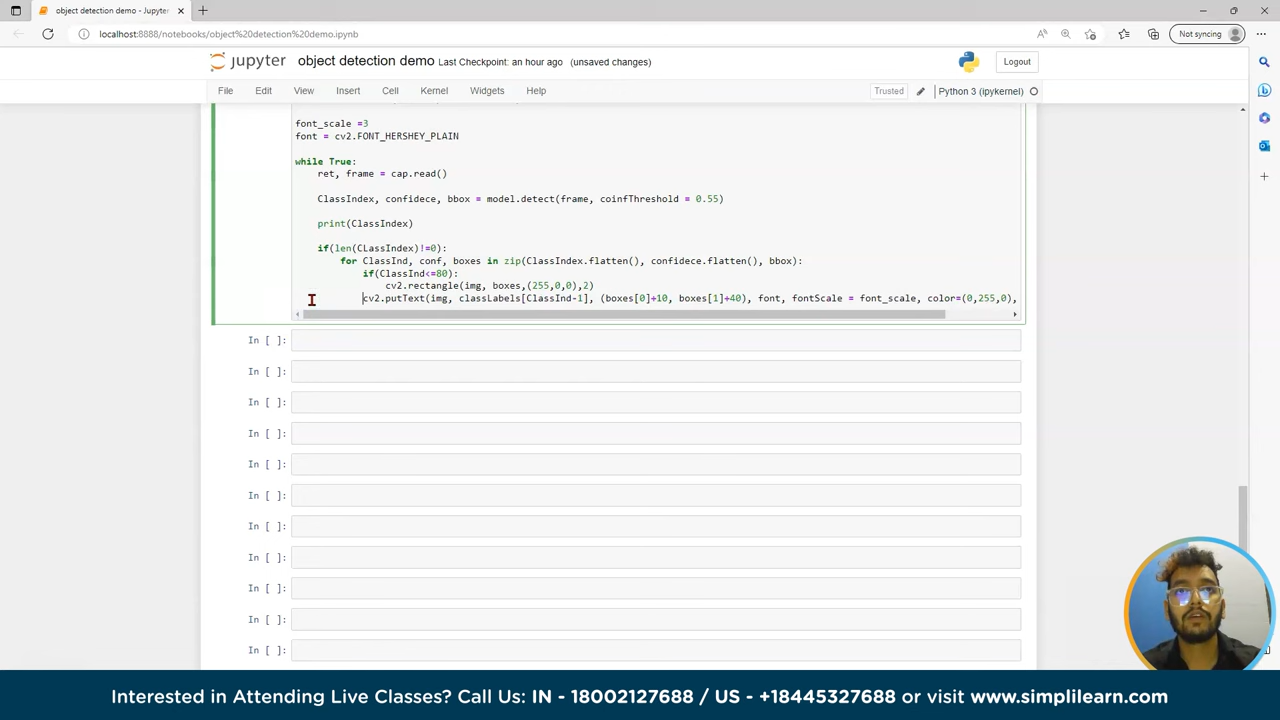 object detection demo - Jupyter
localhost:8888/notebooks/object%20detection%20demo.ipynb
Not syncing
jupyter object detection demo Last Checkpoint: an hour ago (unsaved changes)
Logout
File Edit View Insert Cell Kernel Widgets Help
Trusted
Python 3 (ipykernel)
font_scale =3
font = cv2.FONT_HERSHEY_PLAIN
while True:
ret, frame = cap.read()
ClassIndex, confidece, bbox = model.detect(frame, coinfThreshold = 0.55)
print(ClassIndex)
if(len(CLassIndex)!=0):
for ClassInd, conf, boxes in zip(ClassIndex.flatten(), confidece.flatten(), bbox):
if(ClassInd<=80):
cv2.rectangle(img, boxes,(255,0,0),2)
cv2.putText(img, classLabels[ClassInd-1], (boxes[0]+10, boxes[1]+40), font, fontScale = font_scale, color=(0,255,0),
In [ ]:
In [ ]:
In [ ]:
In [ ]:
In [ ]:
In [ ]:
In [ ]:
In [ ]:
In [ ]:
In [ ]:
In [ ]:
Interested in Attending Live Classes? Call Us: IN - 18002127688 / US - +18445327688 or visit www.simplilearn.com